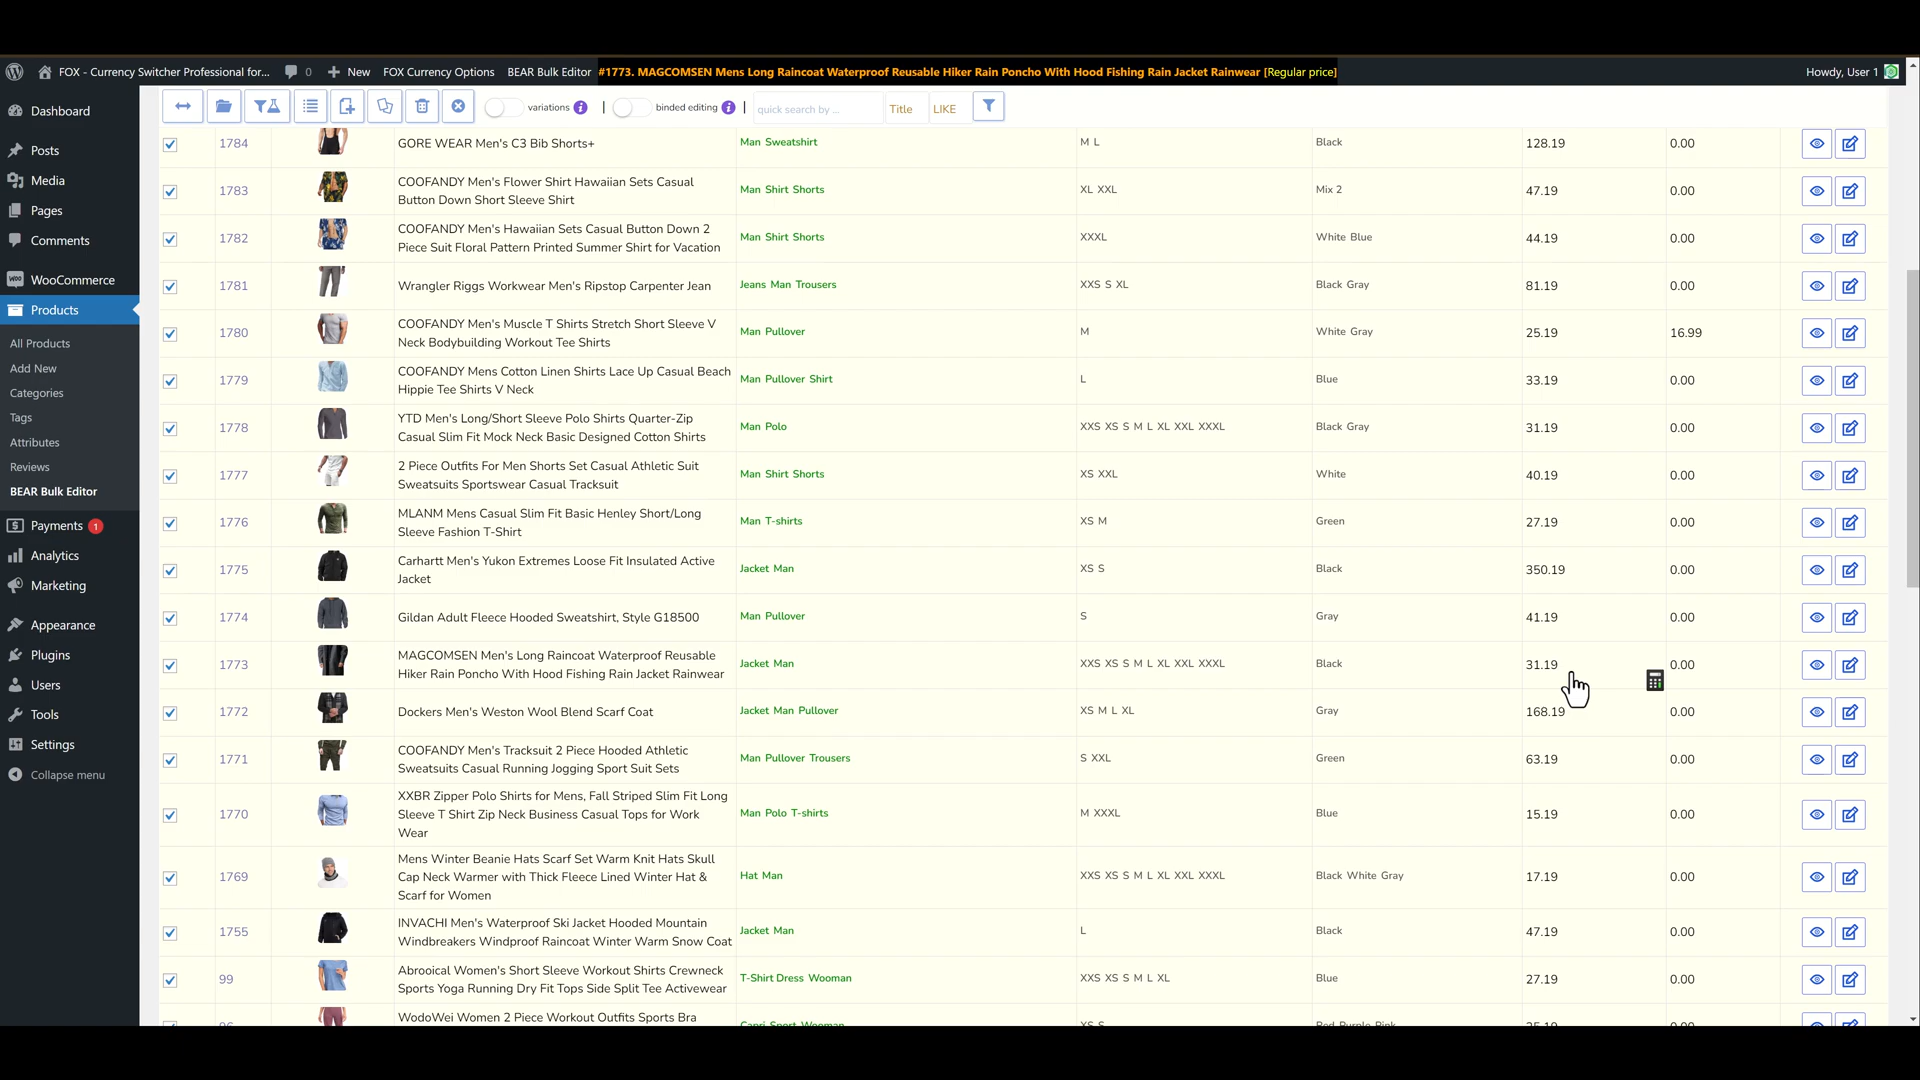 FOX - Currency Switcher Professional for... 0 New FOX Currency Options BEAR Bulk Editor #1773. MAGCOMSEN Mens Long Raincoat Waterproof Reusable Hiker Rain Poncho With Hood Fishing Rain Jacket Rainwear [Regular price] Howdy, User 1
Dashboard
Posts
Media
Pages
Comments
WooCommerce
Products
All Products
Add New
Categories
Tags
Attributes
Reviews
BEAR Bulk Editor
Payments 1
Analytics
Marketing
Appearance
Plugins
Users
Tools
Settings
Collapse menu
variations i | binded editing i | quick search by ... Title LIKE
1784 GORE WEAR Men's C3 Bib Shorts+ Man Sweatshirt M L Black 128.19 0.00
1783 COOFANDY Men's Flower Shirt Hawaiian Sets Casual Man Shirt Shorts XL XXL Mix 2 47.19 0.00
Button Down Short Sleeve Shirt
1782 COOFANDY Men's Hawaiian Sets Casual Button Down 2 Man Shirt Shorts XXXL White Blue 44.19 0.00
Piece Suit Floral Pattern Printed Summer Shirt for Vacation
1781 Wrangler Riggs Workwear Men's Ripstop Carpenter Jean Jeans Man Trousers XXS S XL Black Gray 81.19 0.00
1780 COOFANDY Men's Muscle T Shirts Stretch Short Sleeve V Man Pullover M White Gray 25.19 16.99
Neck Bodybuilding Workout Tee Shirts
1779 COOFANDY Mens Cotton Linen Shirts Lace Up Casual Beach Man Pullover Shirt L Blue 33.19 0.00
Hippie Tee Shirts V Neck
1778 YTD Men's Long/Short Sleeve Polo Shirts Quarter-Zip Man Polo XXS XS S M L XL XXL XXXL Black Gray 31.19 0.00
Casual Slim Fit Mock Neck Basic Designed Cotton Shirts
1777 2 Piece Outfits For Men Shorts Set Casual Athletic Suit Man Shirt Shorts XS XXL White 40.19 0.00
Sweatsuits Sportswear Casual Tracksuit
1776 MLANM Mens Casual Slim Fit Basic Henley Short/Long Man T-shirts XS M Green 27.19 0.00
Sleeve Fashion T-Shirt
1775 Carhartt Men's Yukon Extremes Loose Fit Insulated Active Jacket Man XS S Black 350.19 0.00
Jacket
1774 Gildan Adult Fleece Hooded Sweatshirt, Style G18500 Man Pullover S Gray 41.19 0.00
1773 MAGCOMSEN Men's Long Raincoat Waterproof Reusable Jacket Man XXS XS S M L XL XXL XXXL Black 31.19 0.00
Hiker Rain Poncho With Hood Fishing Rain Jacket Rainwear
1772 Dockers Men's Weston Wool Blend Scarf Coat Jacket Man Pullover XS M L XL Gray 168.19 0.00
1771 COOFANDY Men's Tracksuit 2 Piece Hooded Athletic Man Pullover Trousers S XXL Green 63.19 0.00
Sweatsuits Casual Running Jogging Sport Suit Sets
1770 XXBR Zipper Polo Shirts for Mens, Fall Striped Slim Fit Long Man Polo T-shirts M XXXL Blue 15.19 0.00
Sleeve T Shirt Zip Neck Business Casual Tops for Work
Wear
1769 Mens Winter Beanie Hats Scarf Set Warm Knit Hats Skull Hat Man XXS XS S M L XL XXL XXXL Black White Gray 17.19 0.00
Cap Neck Warmer with Thick Fleece Lined Winter Hat &
Scarf for Women
1755 INVACHI Men's Waterproof Ski Jacket Hooded Mountain Jacket Man L Black 47.19 0.00
Windbreakers Windproof Raincoat Winter Warm Snow Coat
99 Abrooical Women's Short Sleeve Workout Shirts Crewneck T-Shirt Dress Wooman XXS XS S M L XL Blue 27.19 0.00
Sports Yoga Running Dry Fit Tops Side Split Tee Activewear
WodoWei Women 2 Piece Workout Outfits Sports Bra Capri Sport Wooman XS S Red Purple Pink